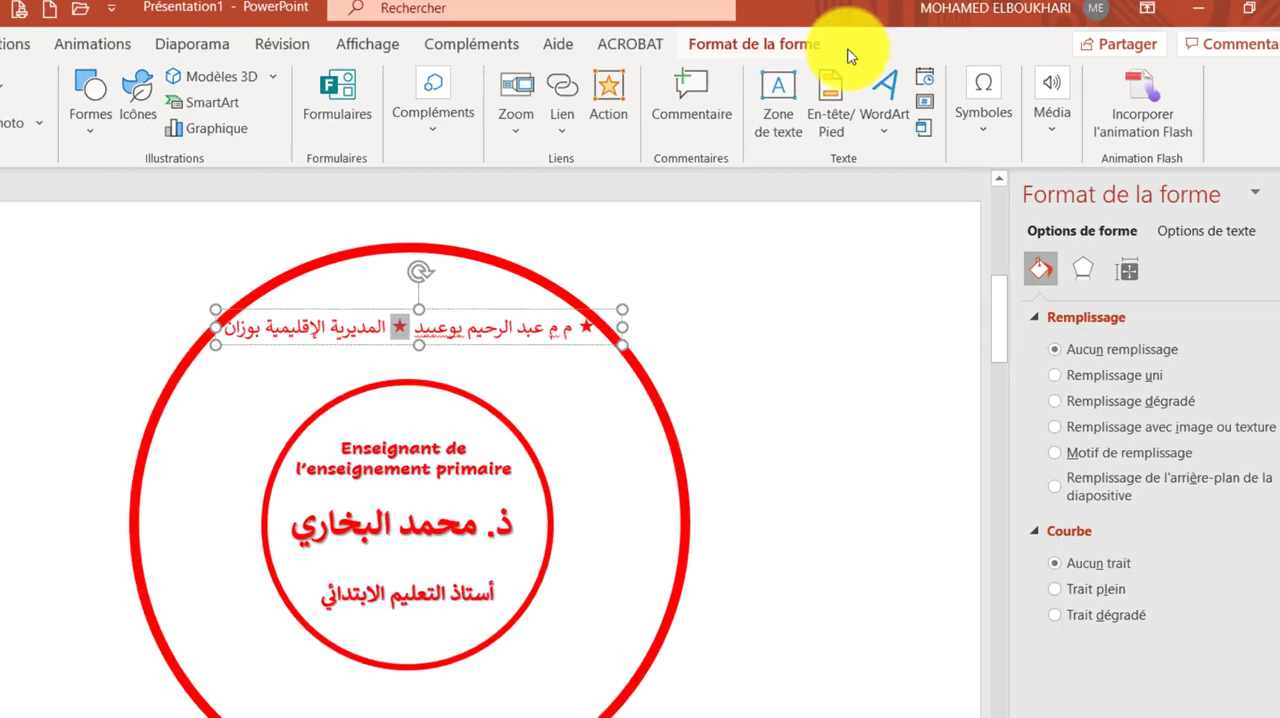 Présentation1 - PowerPoint
Rechercher
MOHAMED ELBOUKHARI
ME
tions
Animations
Diaporama
Révision
Affichage
Compléments
Aide
ACROBAT
Format de la forme
Partager
Commenta
hoto
Formes
Icônes
Modèles 3D
SmartArt
Graphique
Illustrations
Formulaires
Formulaires
Compléments
Zoom
Lien
Action
Liens
Commentaire
Commentaires
Zone
de texte
En-tête/
Pied
WordArt
Texte
Symboles
Média
Incorporer
l'animation Flash
Animation Flash
★ م م عبد الرحيم بوعبيد ★ المديرية الإقليمية بوزان
Enseignant de
l'enseignement primaire
ذ. محمد البخاري
أستاذ التعليم الابتدائي
Format de la forme
Options de forme
Options de texte
Remplissage
Aucun remplissage
Remplissage uni
Remplissage dégradé
Remplissage avec image ou texture
Motif de remplissage
Remplissage de l'arrière-plan de la
diapositive
Courbe
Aucun trait
Trait plein
Trait dégradé